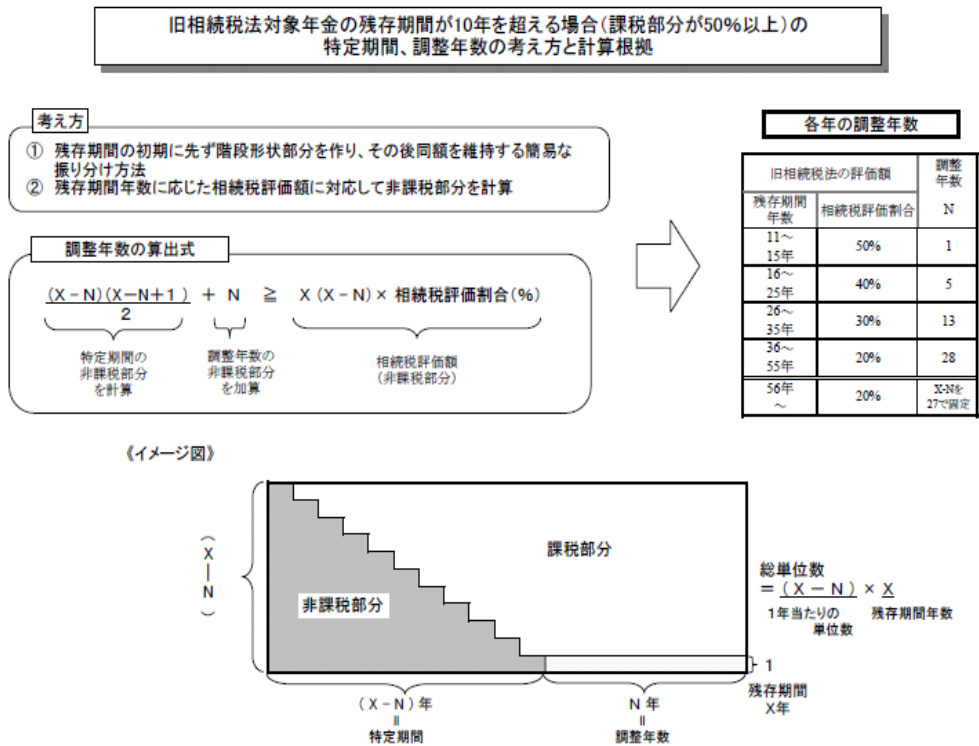 旧相続税法対象年金の残存期間が10年を超える場合(課税部分が50%以上)の
特定期間、調整年数の考え方と計算根拠
考え方
① 残存期間の初期に先ず階段形状部分を作り、その後同額を維持する簡易な
振り分け方法
② 残存期間年数に応じた相続税評価額に対応して非課税部分を計算
調整年数の算出式
(X-N)(X-N+1) + N ≧ X(X-N)× 相続税評価割合(%)
2
特定期間の
非課税部分
を計算
調整年数の
非課税部分
を加算
相続税評価額
(非課税部分)
各年の調整年数
旧相続税法の評価額 調整
年数
N
残存期間
年数 相続税評価割合
11~
15年 50% 1
16~
25年 40% 5
26~
35年 30% 13
36~
55年 20% 28
56年
~ 20% X-Nを
27で固定
《イメージ図》
(X-N)
課税部分
非課税部分
総単位数
=(X-N)× X
1年当たりの
単位数
残存期間年数
1
残存期間
X年
(X-N)年
=
特定期間
N 年
=
調整年数